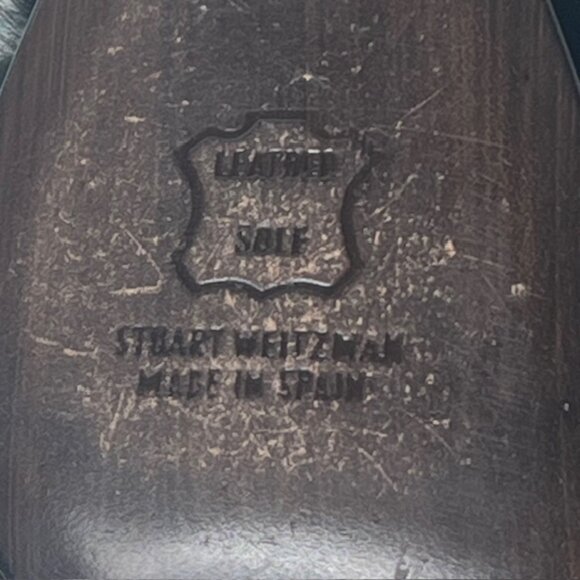 LEATHER
SOLE
STUART WEITZMAN
MADE IN SPAIN